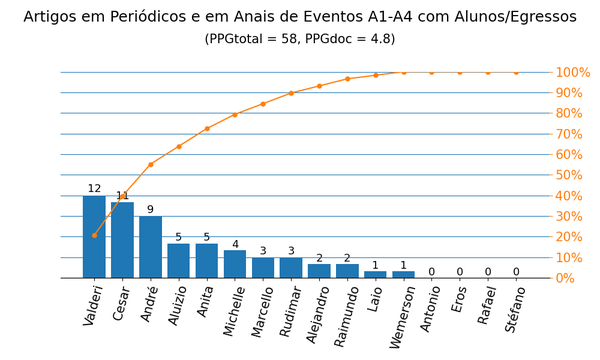 Artigos em Periódicos e em Anais de Eventos A1-A4 com Alunos/Egressos
(PPGtotal = 58, PPGdoc = 4.8)
100%
90%
80%
70%
60%
50%
40%
30%
20%
10%
0%
12
11
9
5
5
4
3
3
2
2
1
1
0
0
0
0
Valderi
Cesar
André
Aluizio
Anita
Michelle
Marcello
Rudimar
Alejandro
Raimundo
Laio
Wemerson
Antonio
Eros
Rafael
Stéfano